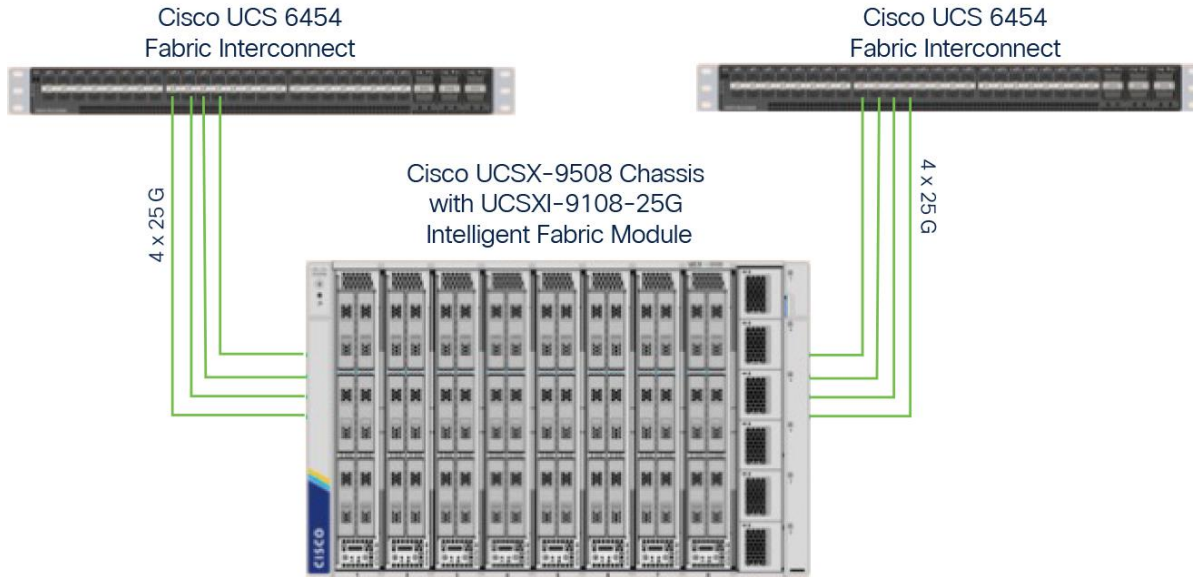 Cisco UCS 6454
Fabric Interconnect
Cisco UCS 6454
Fabric Interconnect
4 x 25 G
Cisco UCSX-9508 Chassis
with UCSXI-9108-25G
Intelligent Fabric Module
4 x 25 G
CISCO